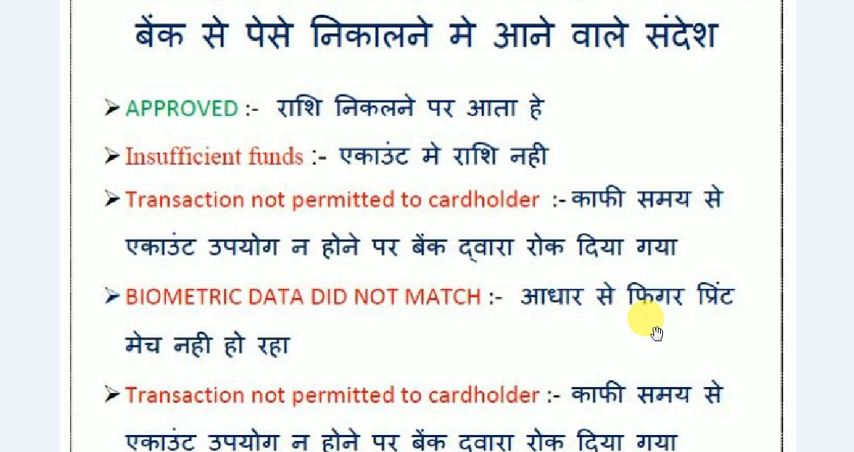 बेंक से पेसे निकालने मे आने वाले संदेश
➢APPROVED :- राशि निकलने पर आता हे
➢Insufficient funds :- एकाउंट मे राशि नही
➢Transaction not permitted to cardholder :- काफी समय से
एकाउंट उपयोग न होने पर बेंक द्वारा रोक दिया गया
➢BIOMETRIC DATA DID NOT MATCH :- आधार से फिगर प्रिंट
मेच नही हो रहा
➢Transaction not permitted to cardholder :- काफी समय से
एकाउंट उपयोग न होने पर बेंक द्वारा रोक दिया गया